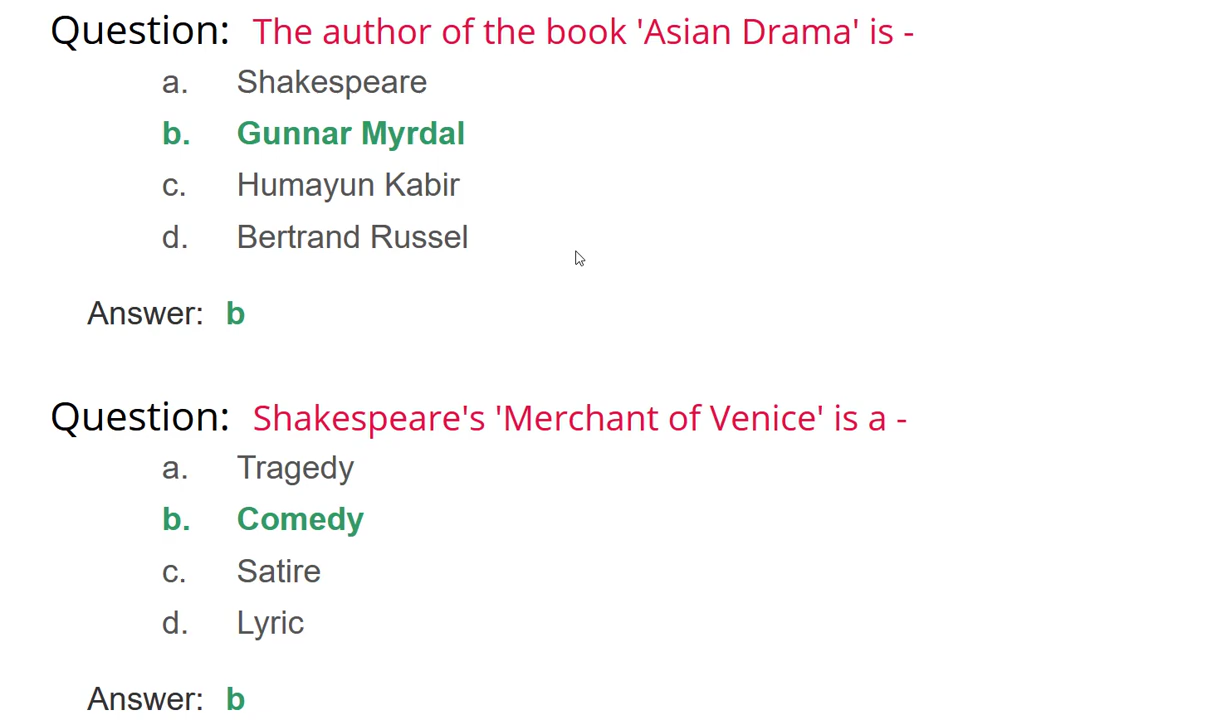 Question: The author of the book 'Asian Drama' is -
a. Shakespeare
b. Gunnar Myrdal
c. Humayun Kabir
d. Bertrand Russel
Answer: b
Question: Shakespeare's 'Merchant of Venice' is a -
a. Tragedy
b. Comedy
c. Satire
d. Lyric
Answer: b